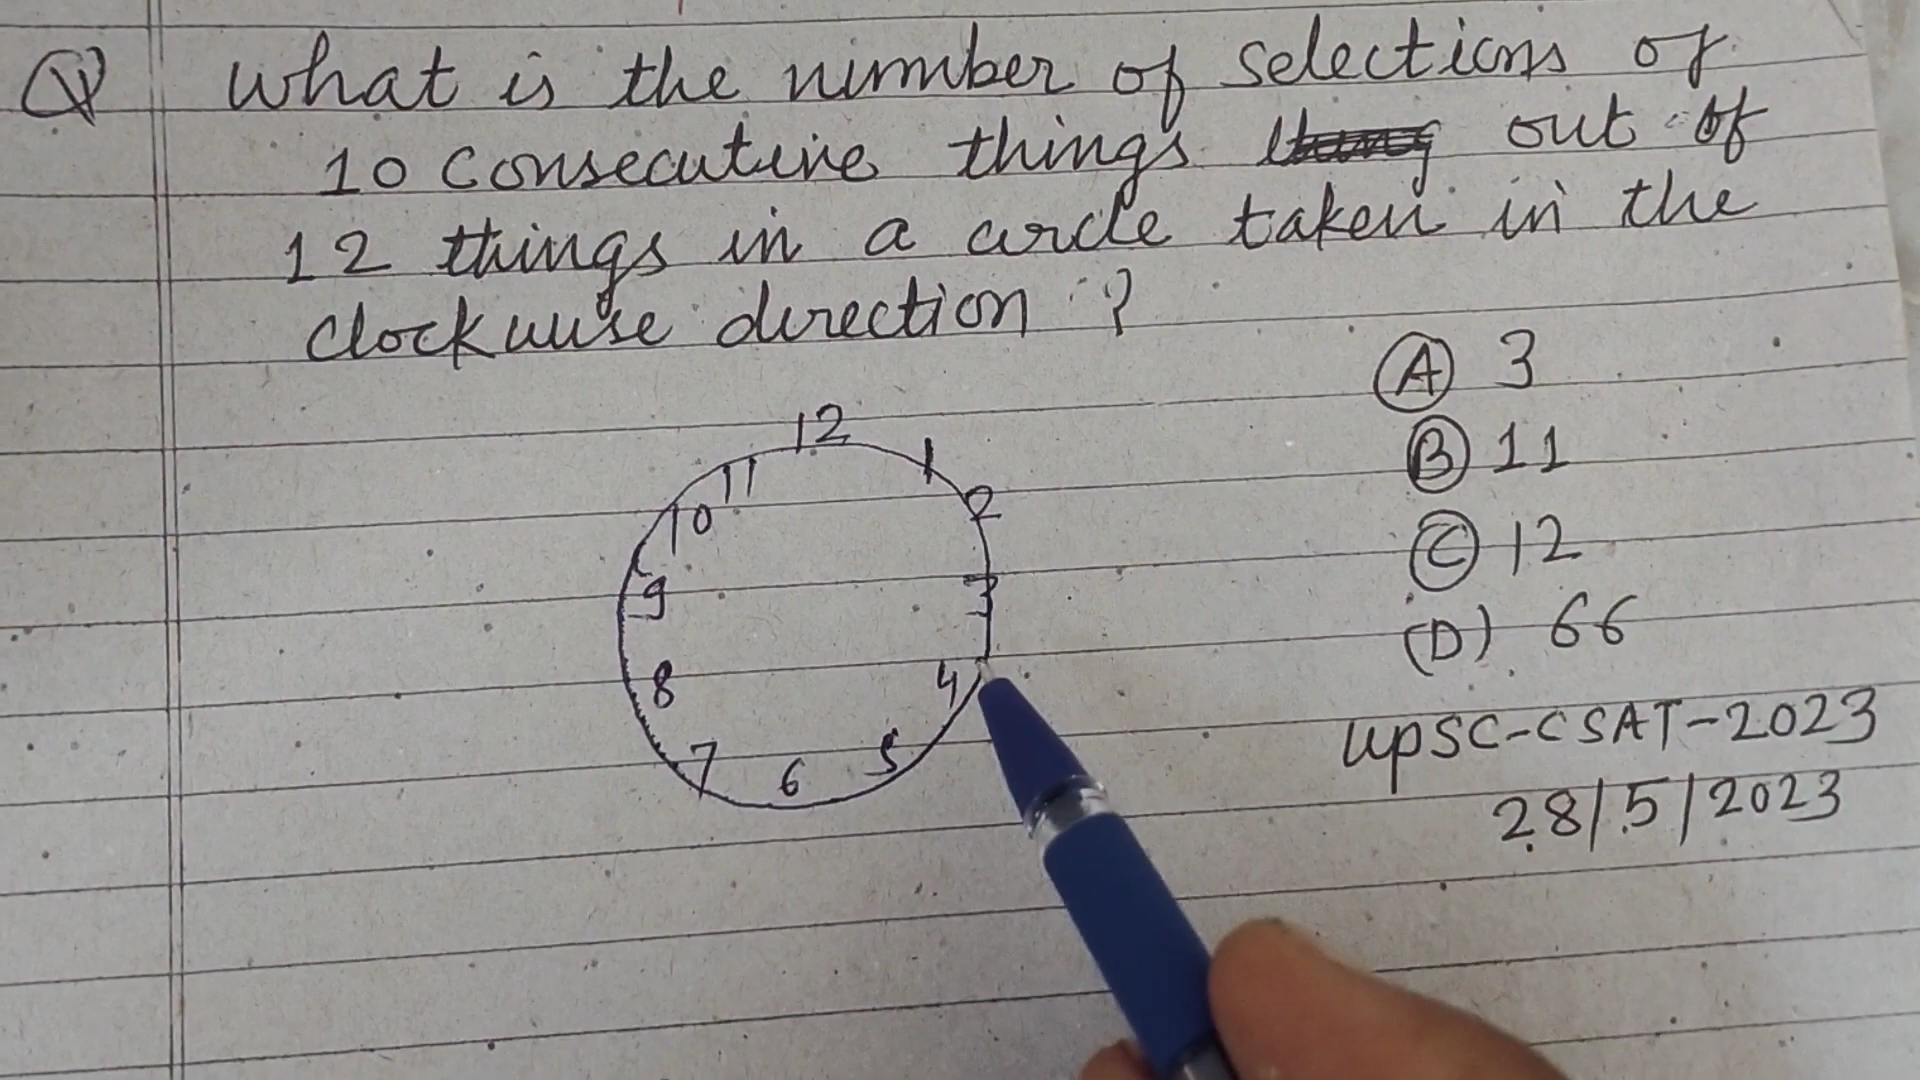 Q What is the number of selections of
10 consecutive things out of
12 things in a circle taken in the
clockwise direction ?
(A) 3
(B) 11
(C) 12
(D) 66
UPSC-CSAT-2023
28/5/2023
12
11 1
10 2
9 3
8 4
7 6 5